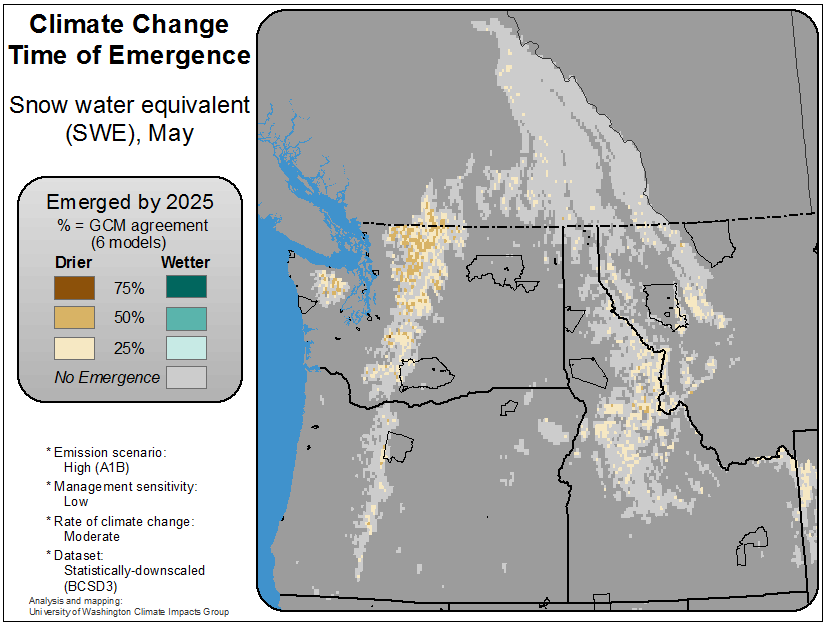 Climate Change
Time of Emergence
Snow water equivalent
(SWE), May
Emerged by 2025
% = GCM agreement
(6 models)
Drier Wetter
75%
50%
25%
No Emergence
* Emission scenario:
High (A1B)
* Management sensitivity:
Low
* Rate of climate change:
Moderate
* Dataset:
Statistically-downscaled
(BCSD3)
Analysis and mapping:
University of Washington Climate Impacts Group